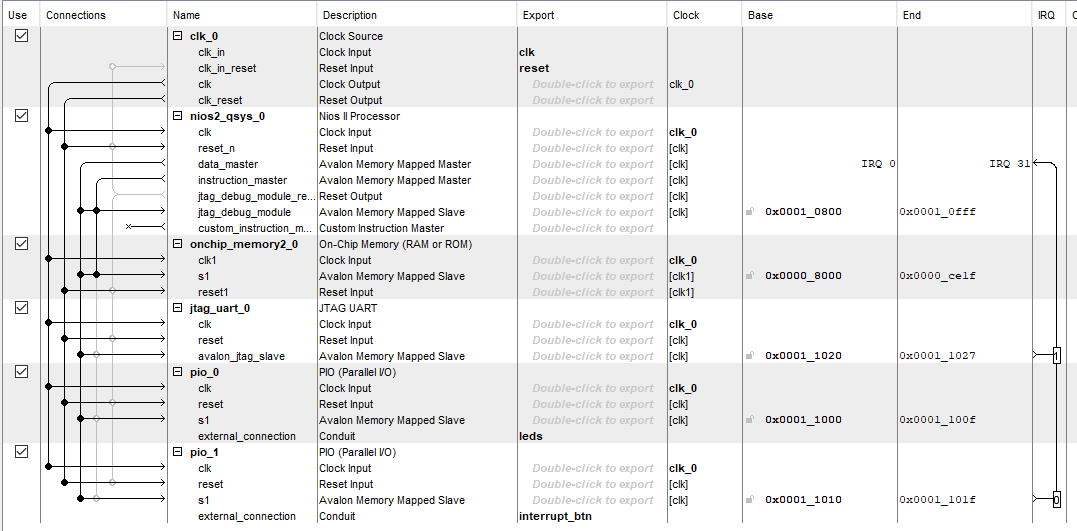 Use Connections Name Description Export Clock Base End IRQ
clk_0 Clock Source
clk_in Clock Input clk
clk_in_reset Reset Input reset
clk Clock Output Double-click to export clk_0
clk_reset Reset Output Double-click to export
nios2_qsys_0 Nios II Processor
clk Clock Input Double-click to export clk_0
reset_n Reset Input Double-click to export [clk]
data_master Avalon Memory Mapped Master Double-click to export [clk] IRQ 0 IRQ 31
instruction_master Avalon Memory Mapped Master Double-click to export [clk]
jtag_debug_module_re... Reset Output Double-click to export [clk]
jtag_debug_module Avalon Memory Mapped Slave Double-click to export [clk] 0x0001_0800 0x0001_0fff
custom_instruction_m... Custom Instruction Master Double-click to export
onchip_memory2_0 On-Chip Memory (RAM or ROM)
clk1 Clock Input Double-click to export clk_0
s1 Avalon Memory Mapped Slave Double-click to export [clk1] 0x0000_8000 0x0000_ce1f
reset1 Reset Input Double-click to export [clk1]
jtag_uart_0 JTAG UART
clk Clock Input Double-click to export clk_0
reset Reset Input Double-click to export [clk]
avalon_jtag_slave Avalon Memory Mapped Slave Double-click to export [clk] 0x0001_1020 0x0001_1027 1
pio_0 PIO (Parallel I/O)
clk Clock Input Double-click to export clk_0
reset Reset Input Double-click to export [clk]
s1 Avalon Memory Mapped Slave Double-click to export [clk] 0x0001_1000 0x0001_100f
external_connection Conduit leds
pio_1 PIO (Parallel I/O)
clk Clock Input Double-click to export clk_0
reset Reset Input Double-click to export [clk]
s1 Avalon Memory Mapped Slave Double-click to export [clk] 0x0001_1010 0x0001_101f 0
external_connection Conduit interrupt_btn